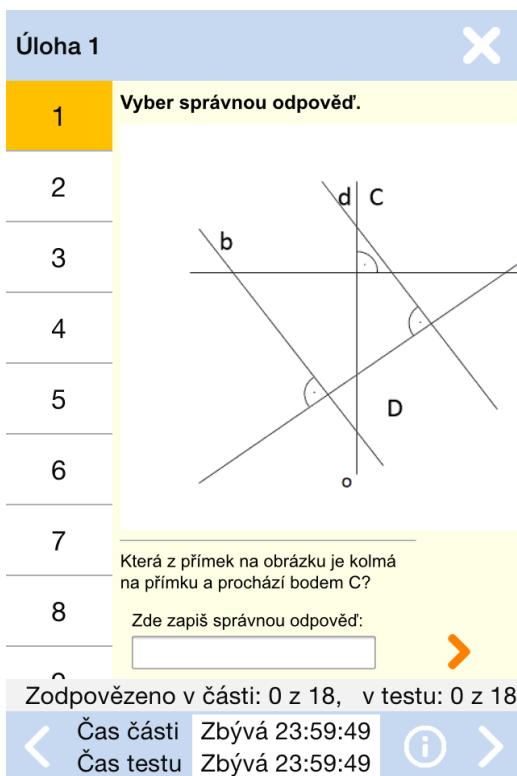 Úloha 1
1
2
3
4
5
6
7
8
Vyber správnou odpověď.
d C
b
D
o
Která z přímek na obrázku je kolmá
na přímku a prochází bodem C?
Zde zapiš správnou odpověď:
Zodpovězeno v části: 0 z 18, v testu: 0 z 18
Čas části Zbývá 23:59:49
Čas testu Zbývá 23:59:49